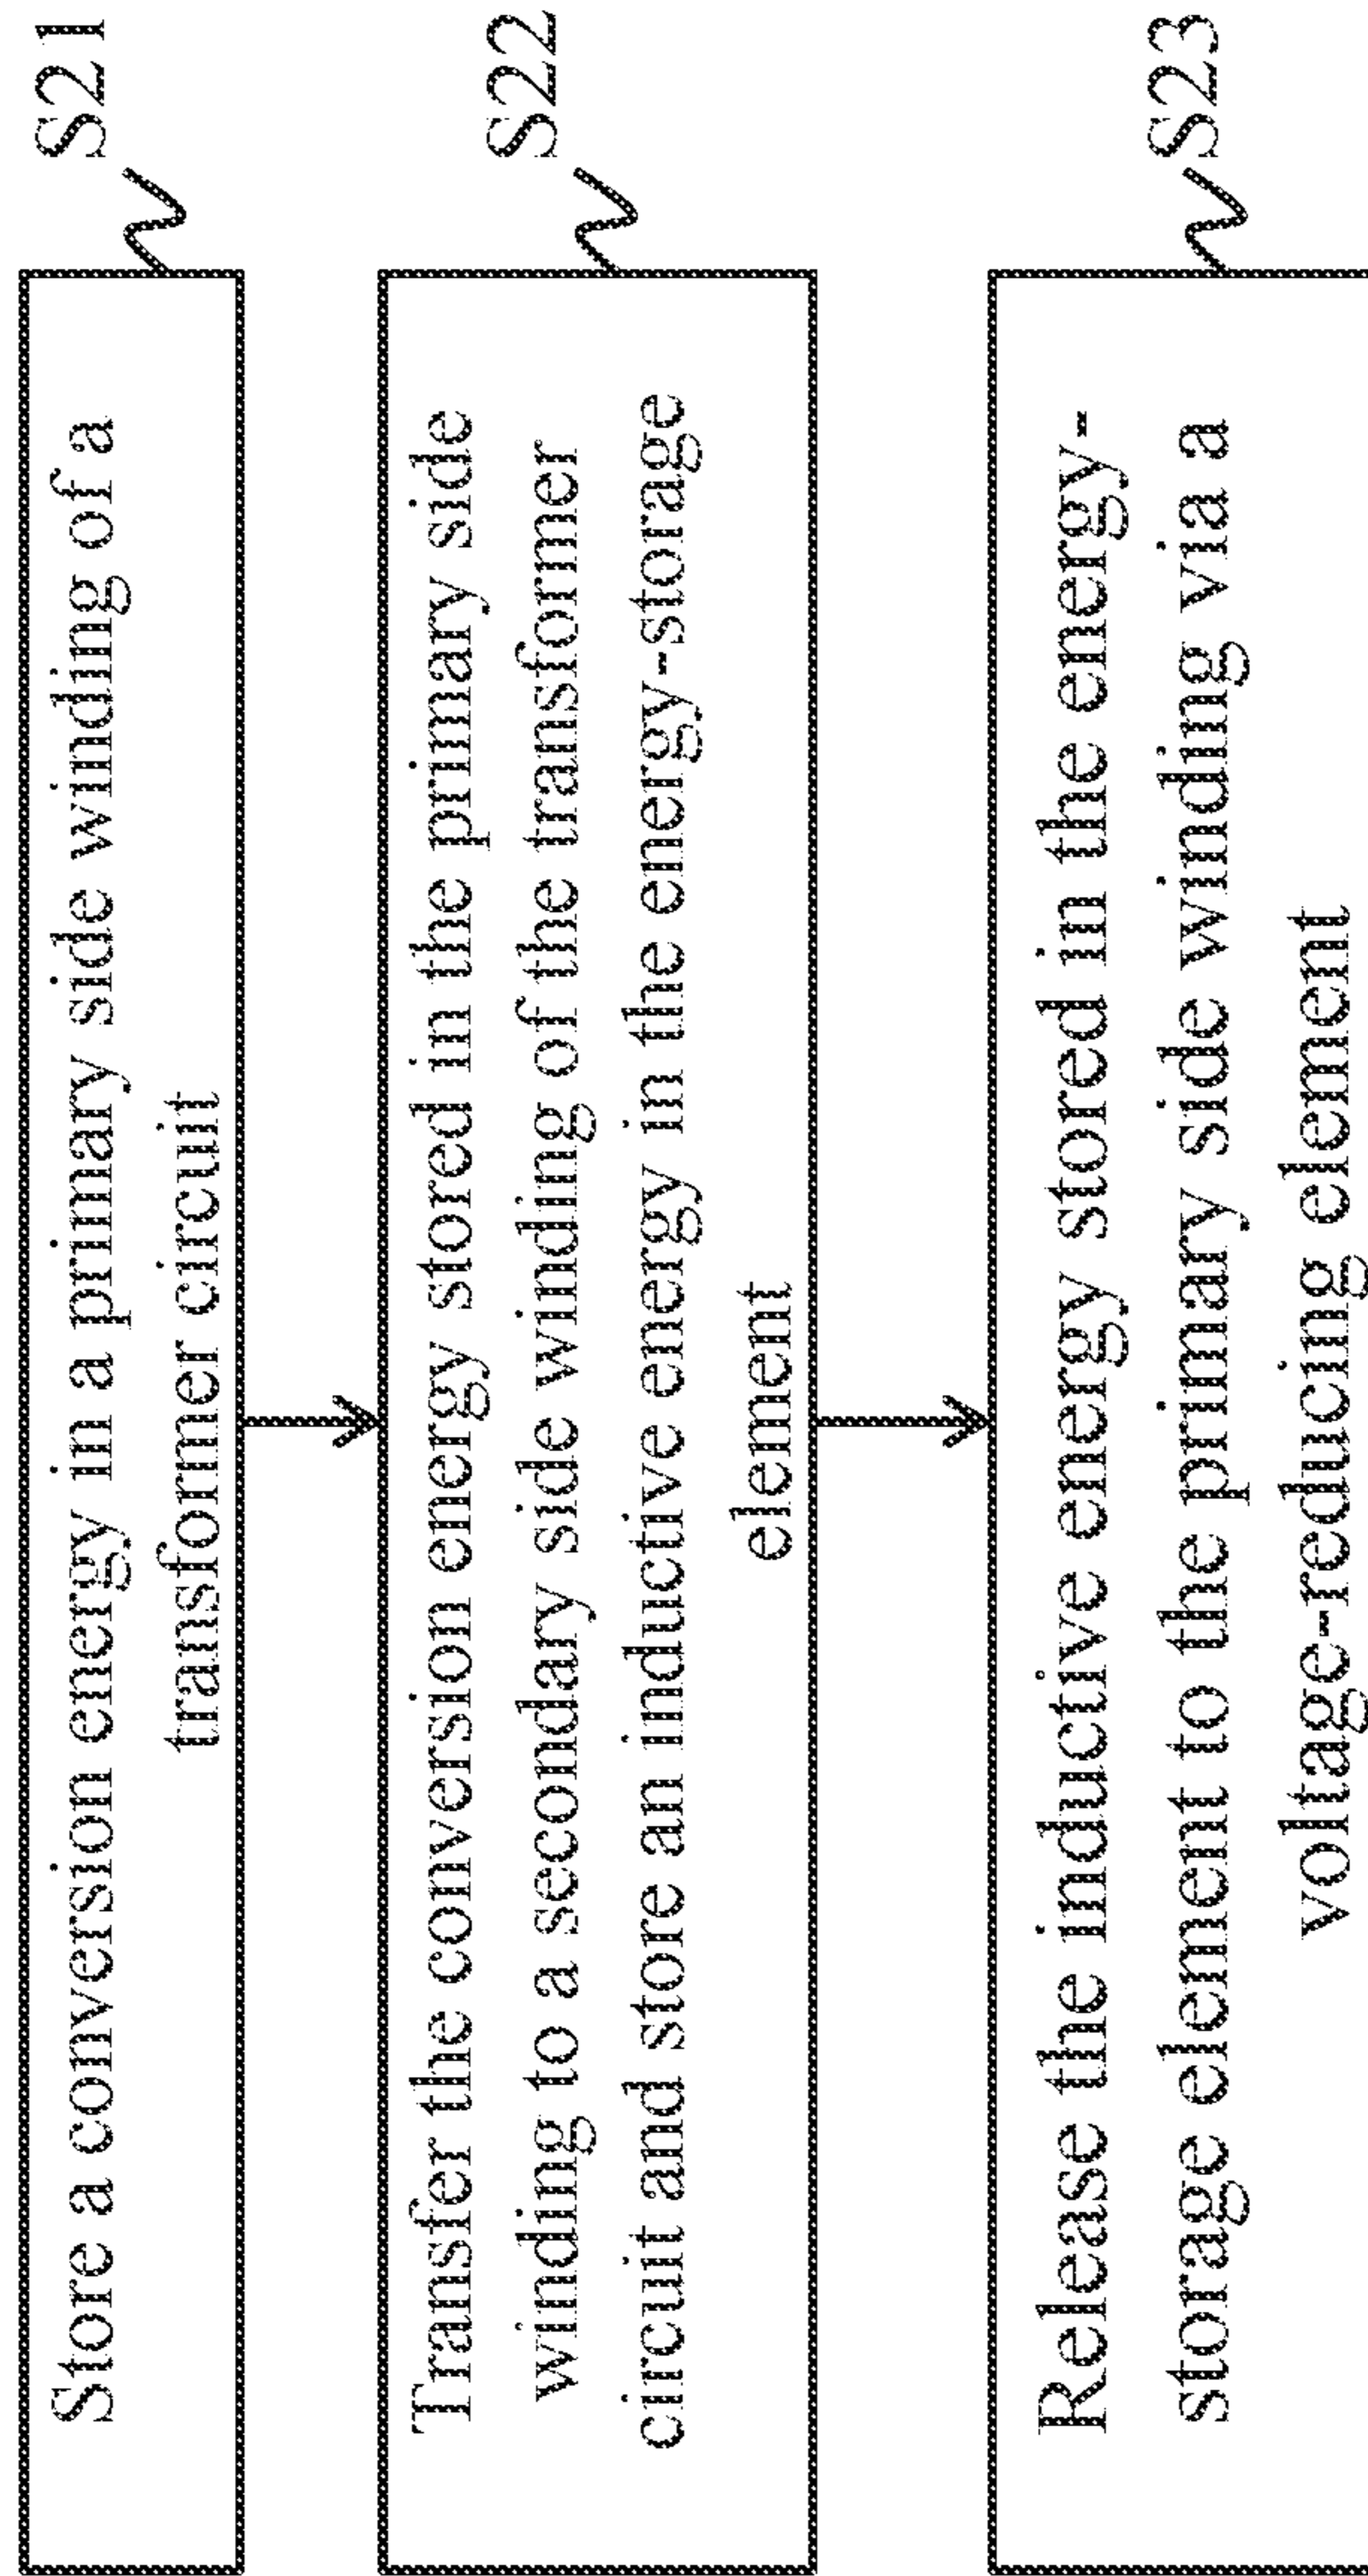 Store a conversion energy in a primary side winding of a
transformer circuit
S21
Transfer the conversion energy stored in the primary side
winding to a secondary side winding of the transformer
circuit and store an inductive energy in the energy-storage
element
S22
Release the inductive energy stored in the energy-
storage element to the primary side winding via a
voltage-reducing element
S23